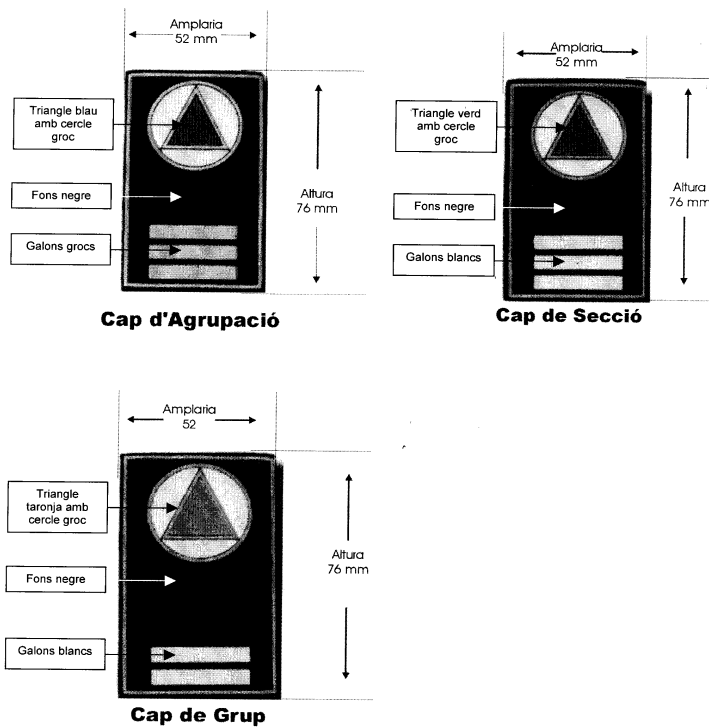 Amplaria
52 mm
Triangle blau
amb cercle
groc
Fons negre
Galons grocs
Altura
76 mm
Cap d'Agrupació
Amplaria
52 mm
Triangle verd
amb cercle
groc
Fons negre
Galons blancs
Altura
76 mm
Cap de Secció
Amplaria
52
Triangle
taronja amb
cercle groc
Fons negre
Galons blancs
Altura
76 mm
Cap de Grup